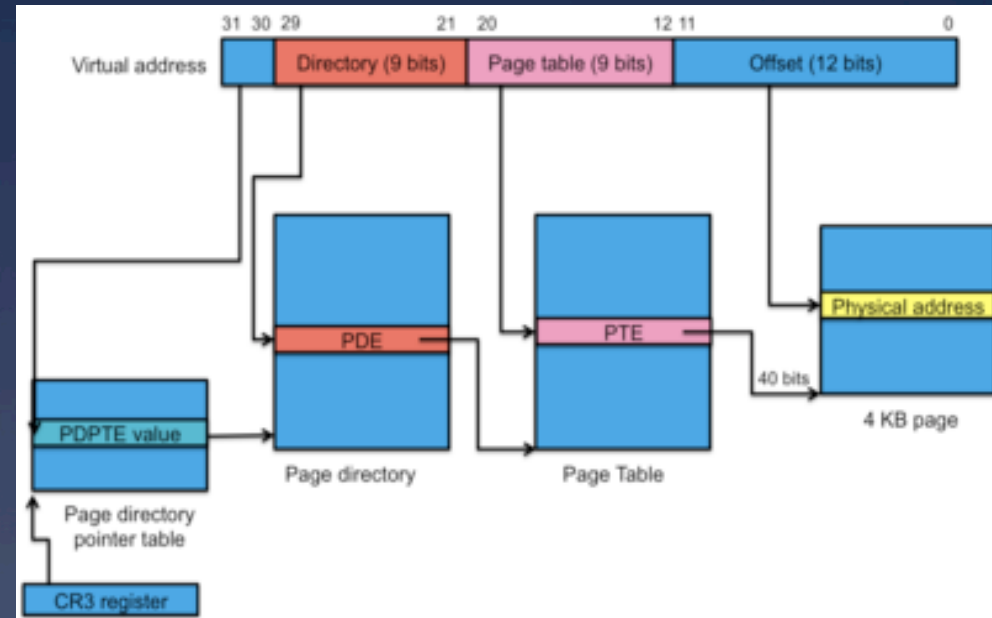 31 30 29 21 20 12 11 0
Virtual address Directory (9 bits) Page table (9 bits) Offset (12 bits)
Physical address
PDE PTE
40 bits
4 KB page
PDPTE value
Page directory Page Table
Page directory
pointer table
CR3 register